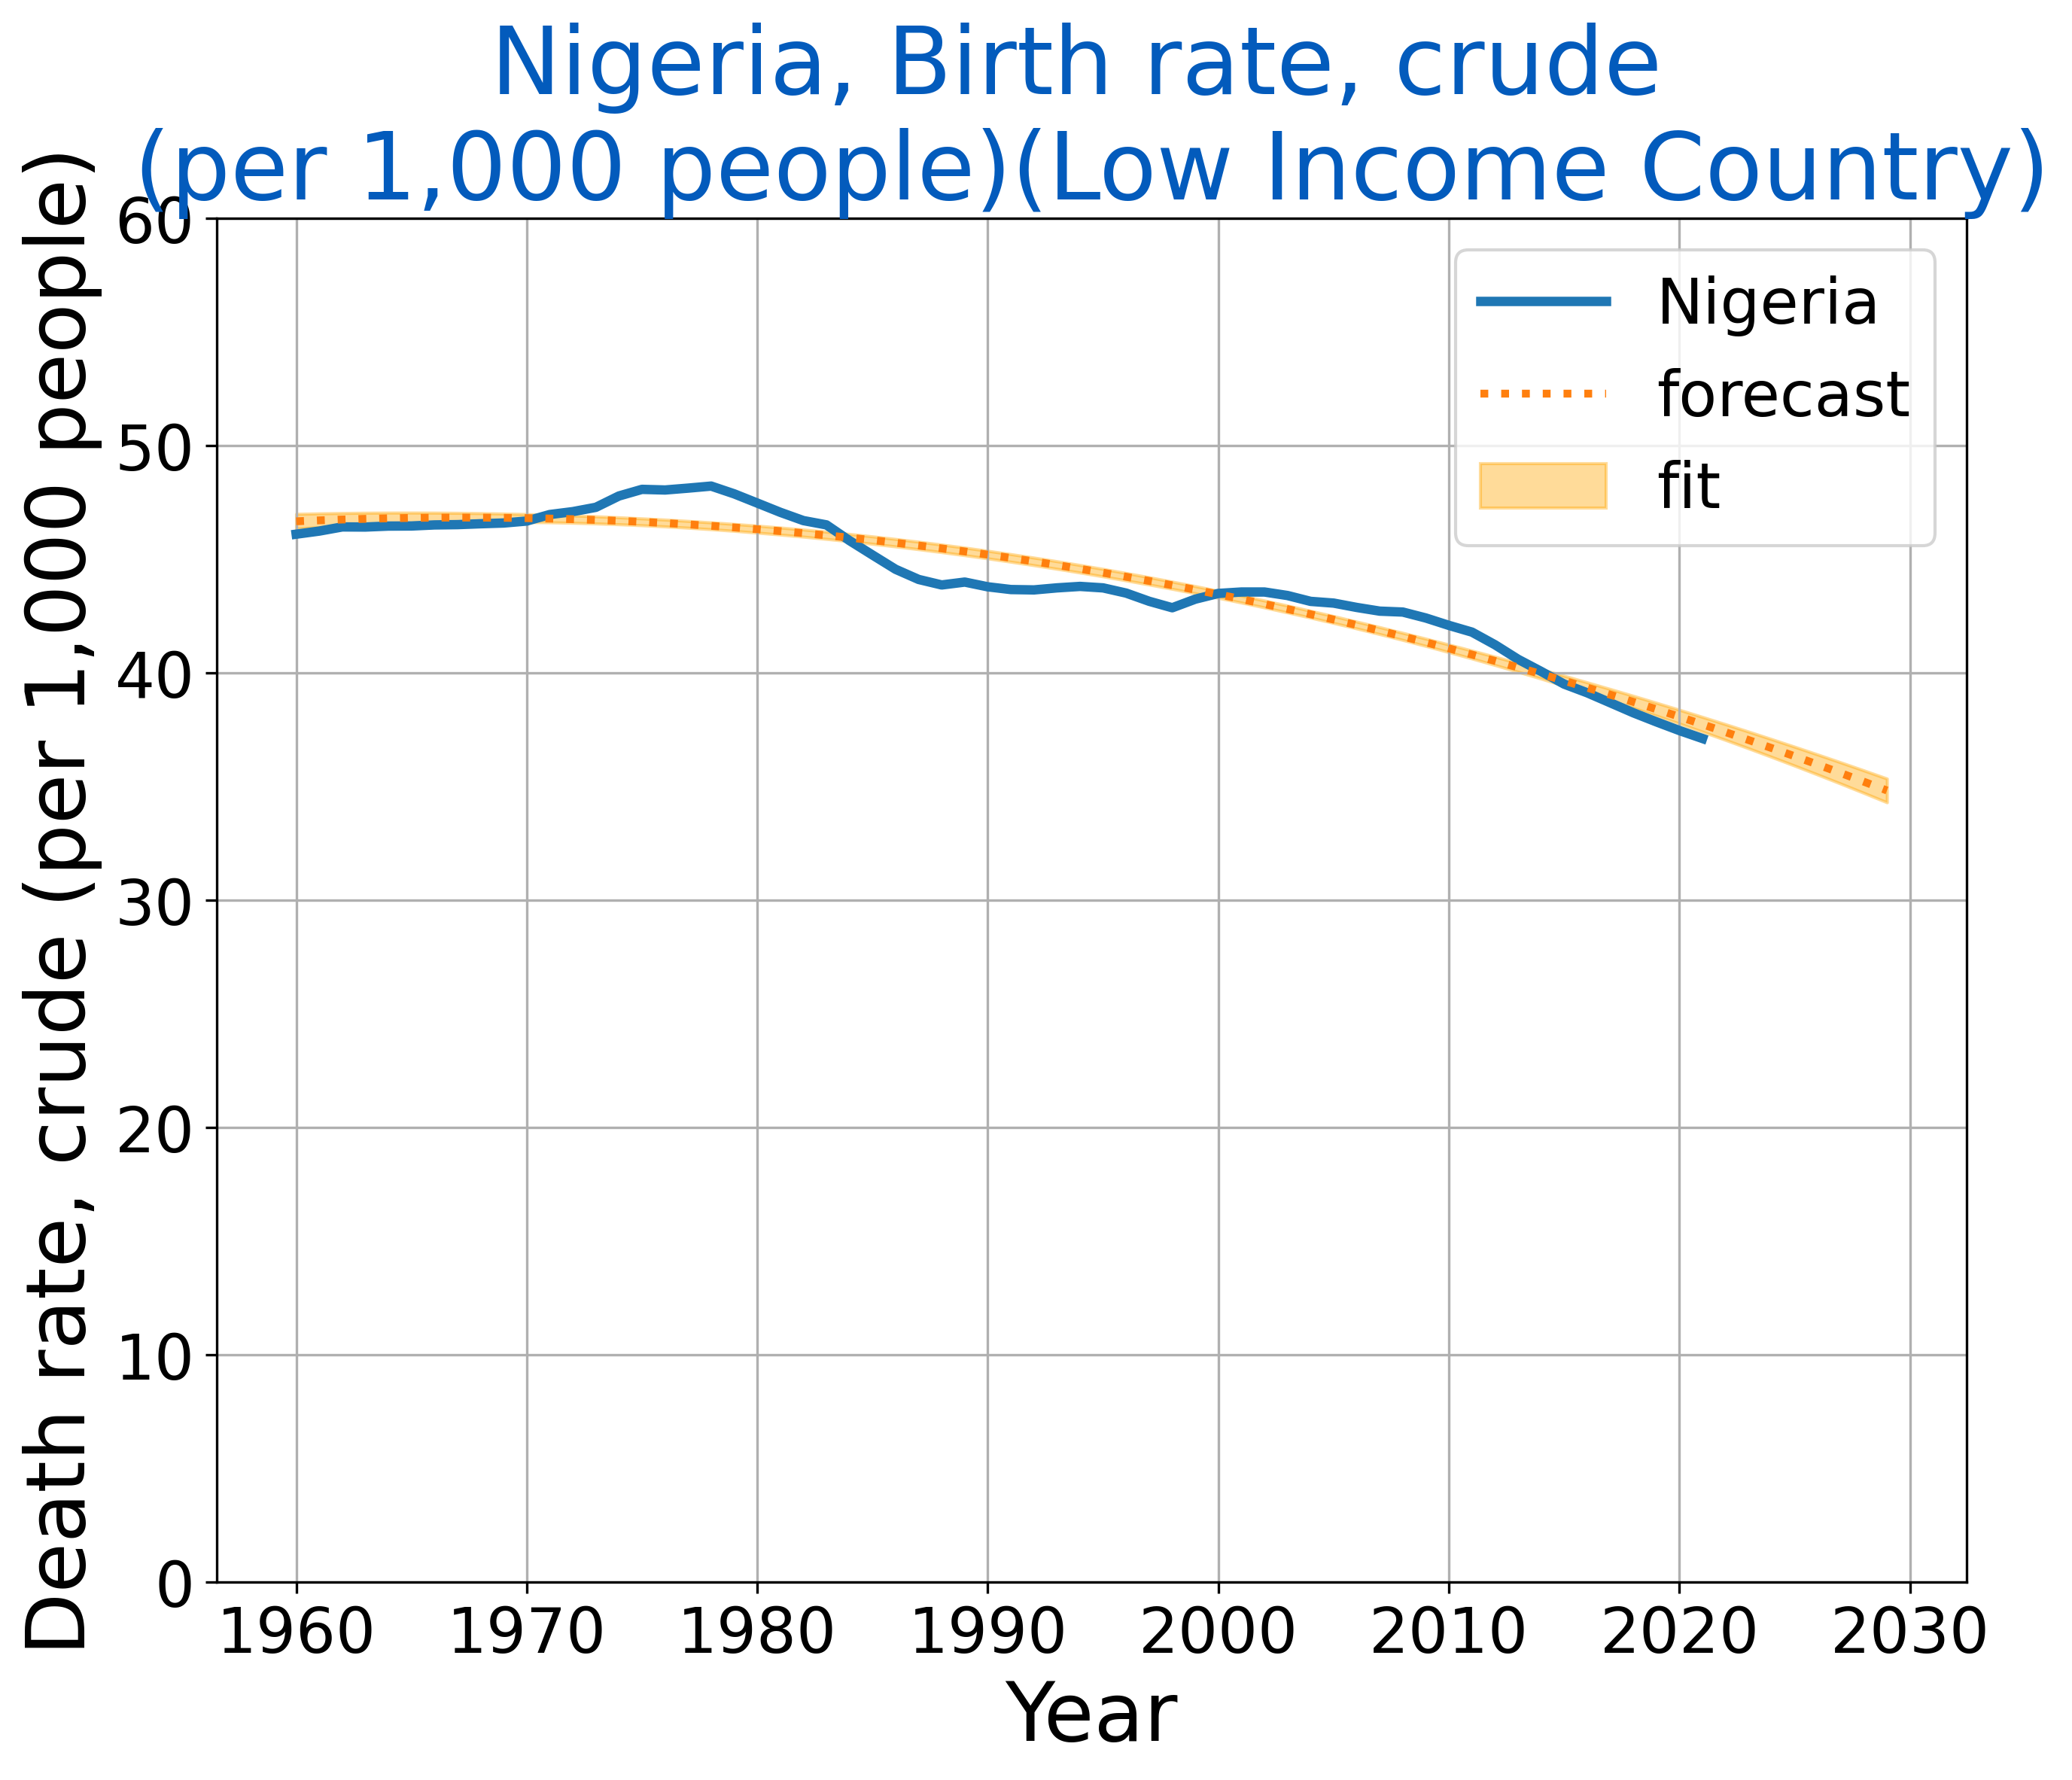 Nigeria, Birth rate, crude
(per 1,000 people)(Low Income Country)
Death rate, crude (per 1,000 people)
60
50
40
30
20
10
0
Nigeria
forecast
fit
1960 1970 1980 1990 2000 2010 2020 2030
Year